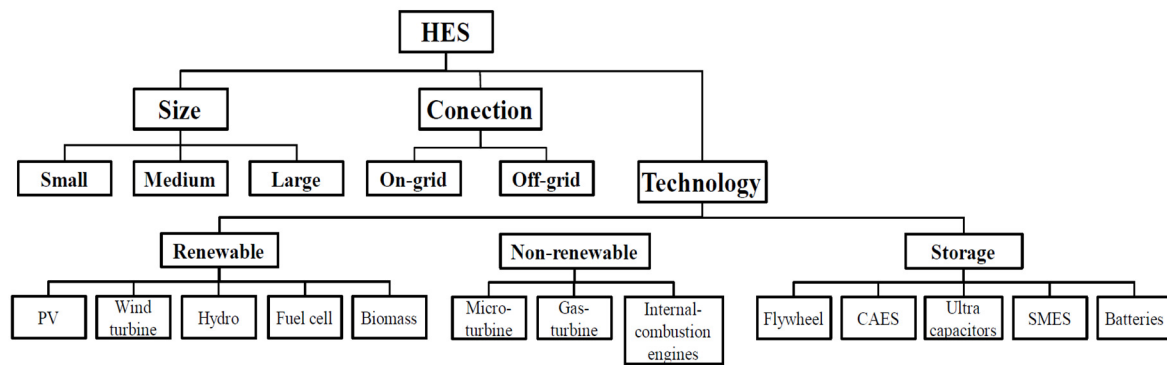 HES
Size
Conection
Small
Medium
Large
On-grid
Off-grid
Technology
Renewable
Non-renewable
Storage
PV
Wind
turbine
Hydro
Fuel cell
Biomass
Micro-
turbine
Gas-
turbine
Internal-
combustion
engines
Flywheel
CAES
Ultra
capacitors
SMES
Batteries